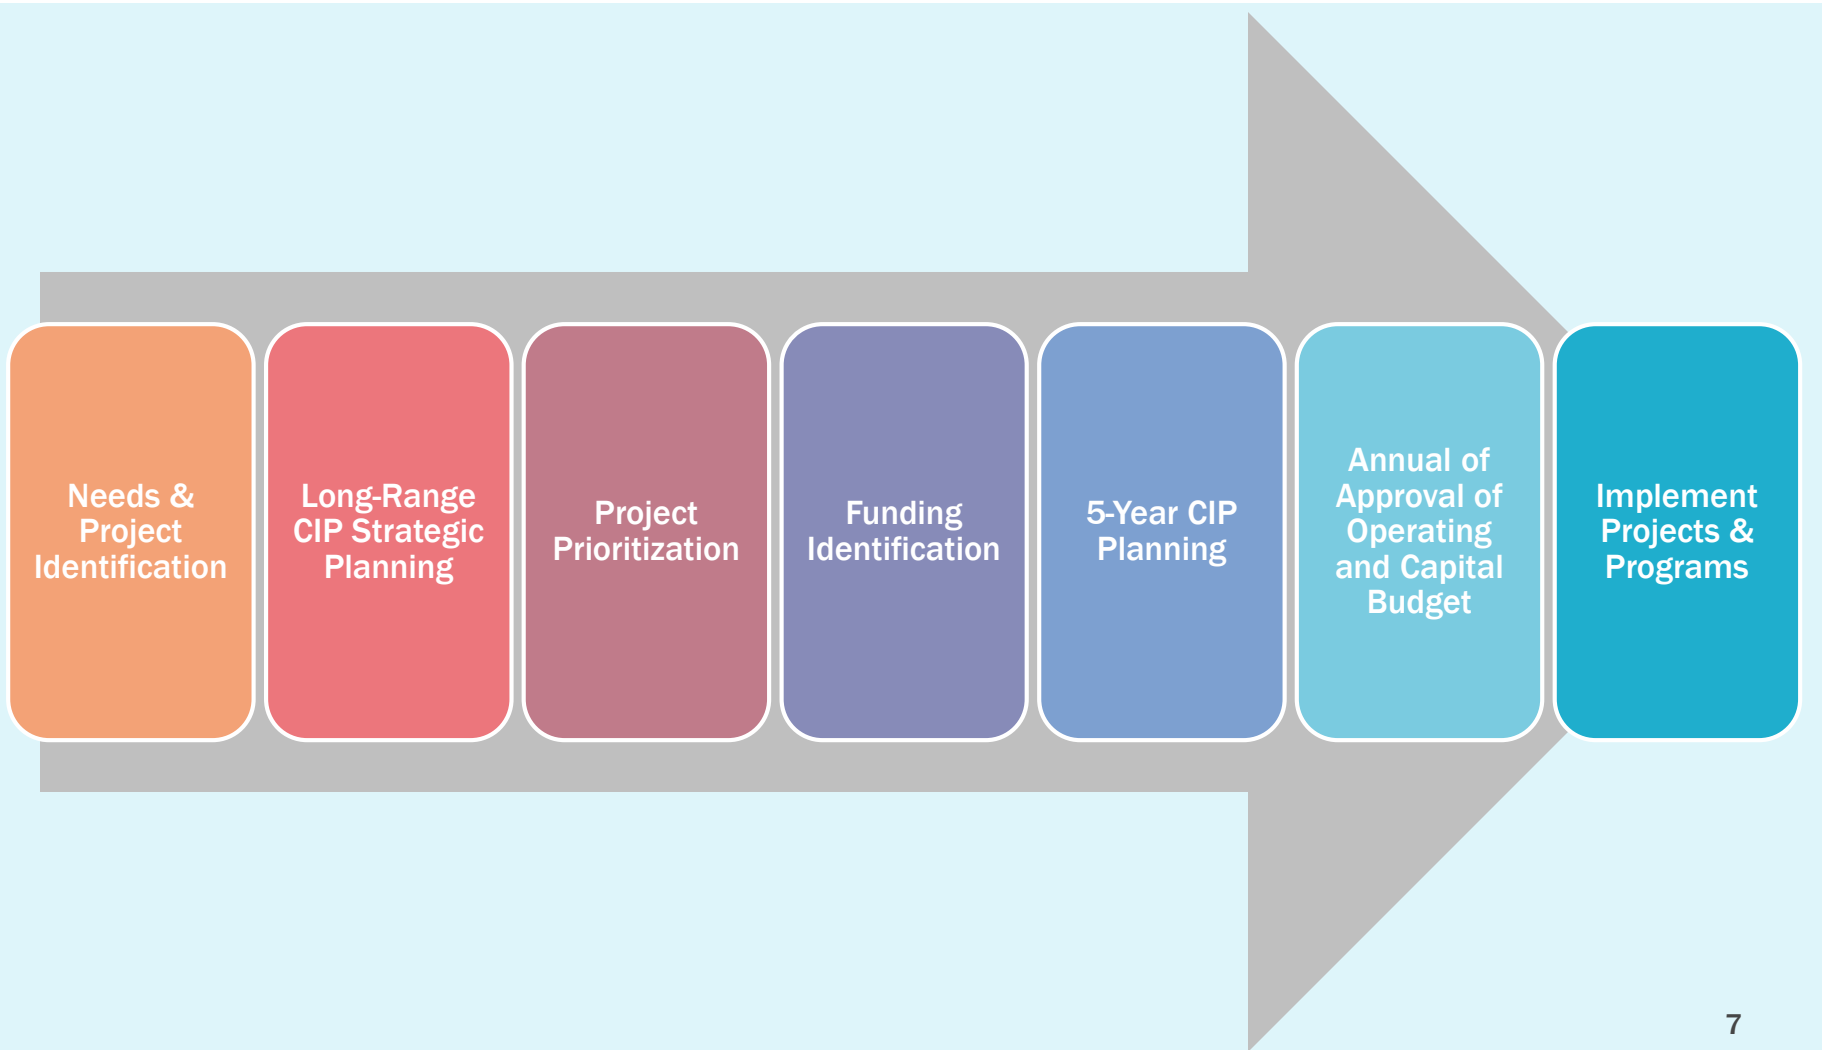 Needs &
Project
Identification
Long-Range
CIP Strategic
Planning
Project
Prioritization
Funding
Identification
5-Year CIP
Planning
Annual of
Approval of
Operating
and Capital
Budget
Implement
Projects &
Programs
7